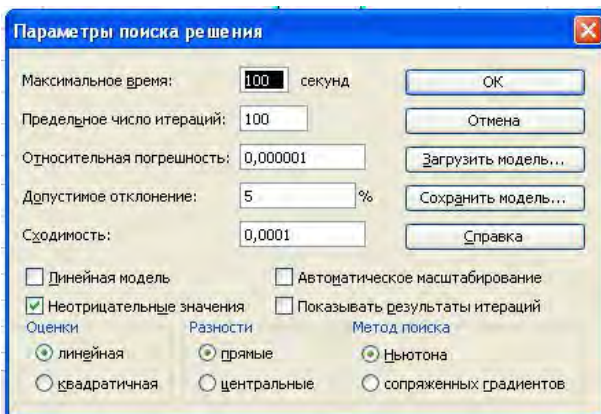 Параметры поиска решения
Максимальное время: 100 секунд OK
Предельное число итераций: 100 Отмена
Относительная погрешность: 0,000001 Загрузить модель...
Допустимое отклонение: 5 % Сохранить модель...
Сходимость: 0,0001 Справка
Линейная модель Автоматическое масштабирование
Неотрицательные значения Показывать результаты итераций
Оценки Разности Метод поиска
линейная прямые Ньютона
квадратичная центральные сопряженных градиентов